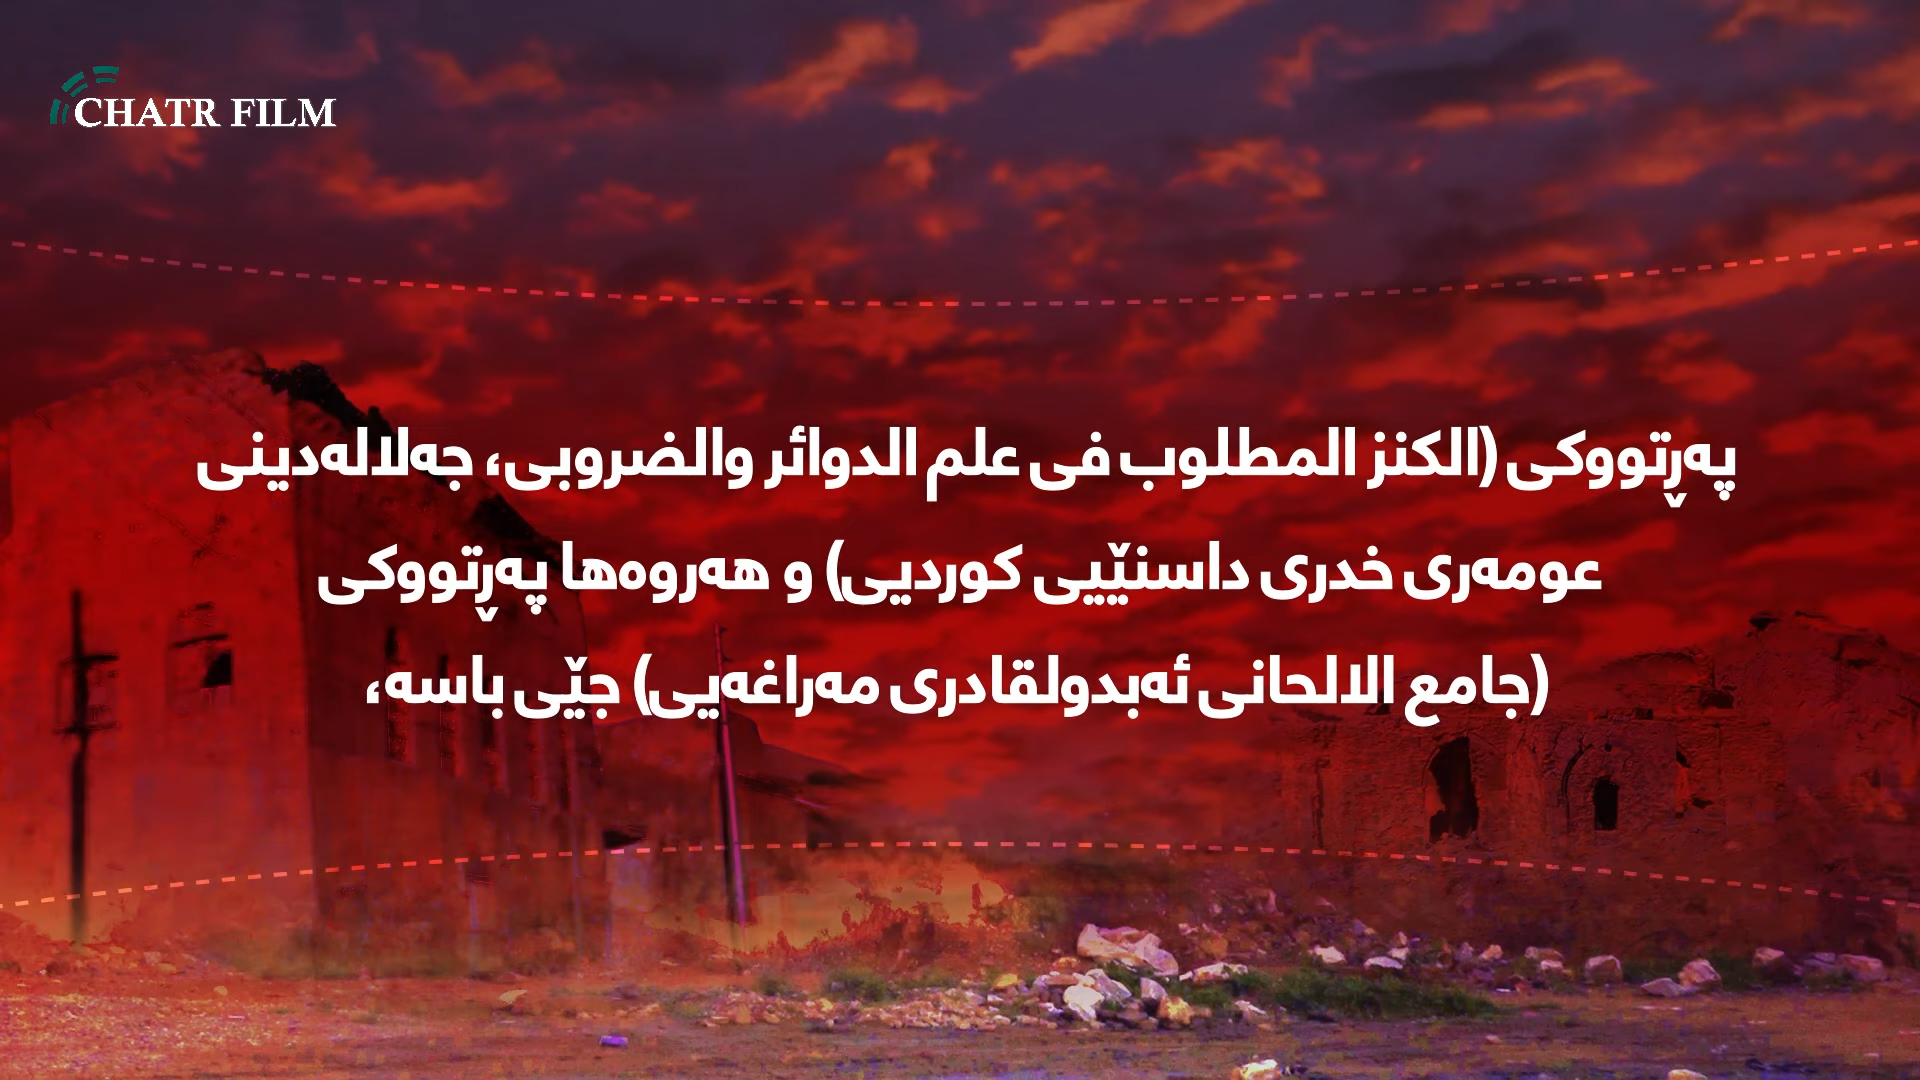 CHATR FILM
پەڕتووکی (الکنز المطلوب فی علم الدوائر والضروبی، جەلالەدینی
عومەری خدری داسنێیی کوردیی) و هەروەها پەڕتووکی
(جامع الالحانی ئەبدولقادری مەراغەیی) جێی باسە،